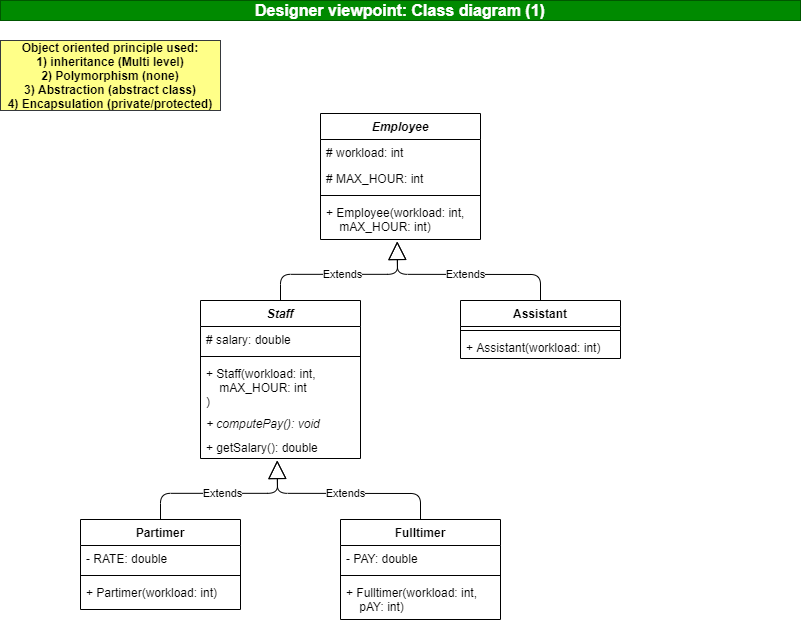 Designer viewpoint: Class diagram (1)
Object oriented principle used:
1) inheritance (Multi level)
2) Polymorphism (none)
3) Abstraction (abstract class)
4) Encapsulation (private/protected)
Employee
# workload: int
# MAX_HOUR: int
+ Employee(workload: int,
mAX_HOUR: int)
Extends
Extends
Staff
# salary: double
+ Staff(workload: int,
mAX_HOUR: int
)
+ computePay(): void
+ getSalary(): double
Assistant
+ Assistant(workload: int)
Extends
Extends
Partimer
- RATE: double
+ Partimer(workload: int)
Fulltimer
- PAY: double
+ Fulltimer(workload: int,
pAY: int)